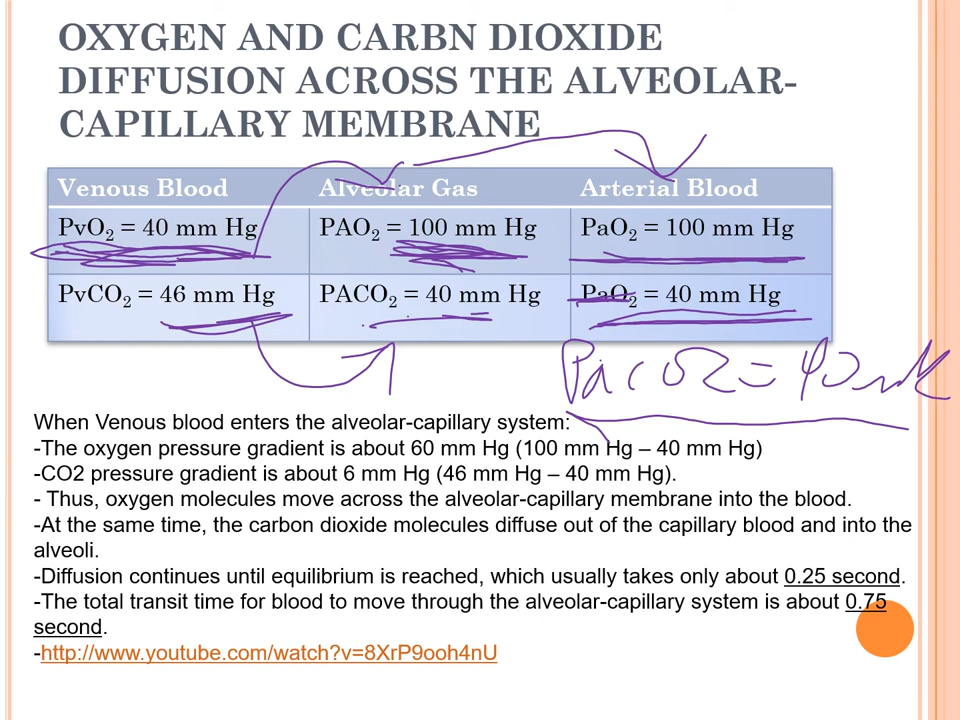 OXYGEN AND CARBN DIOXIDE
DIFFUSION ACROSS THE ALVEOLAR-
CAPILLARY MEMBRANE
Venous Blood Alveolar Gas Arterial Blood
PvO₂ = 40 mm Hg PAO₂ = 100 mm Hg PaO₂ = 100 mm Hg
PvCO₂ = 46 mm Hg PACO₂ = 40 mm Hg PaO₂ = 40 mm Hg
PaCO2 = 40
When Venous blood enters the alveolar-capillary system:
-The oxygen pressure gradient is about 60 mm Hg (100 mm Hg – 40 mm Hg)
-CO2 pressure gradient is about 6 mm Hg (46 mm Hg – 40 mm Hg).
- Thus, oxygen molecules move across the alveolar-capillary membrane into the blood.
-At the same time, the carbon dioxide molecules diffuse out of the capillary blood and into the
alveoli.
-Diffusion continues until equilibrium is reached, which usually takes only about 0.25 second.
-The total transit time for blood to move through the alveolar-capillary system is about 0.75
second.
-http://www.youtube.com/watch?v=8XrP9ooh4nU